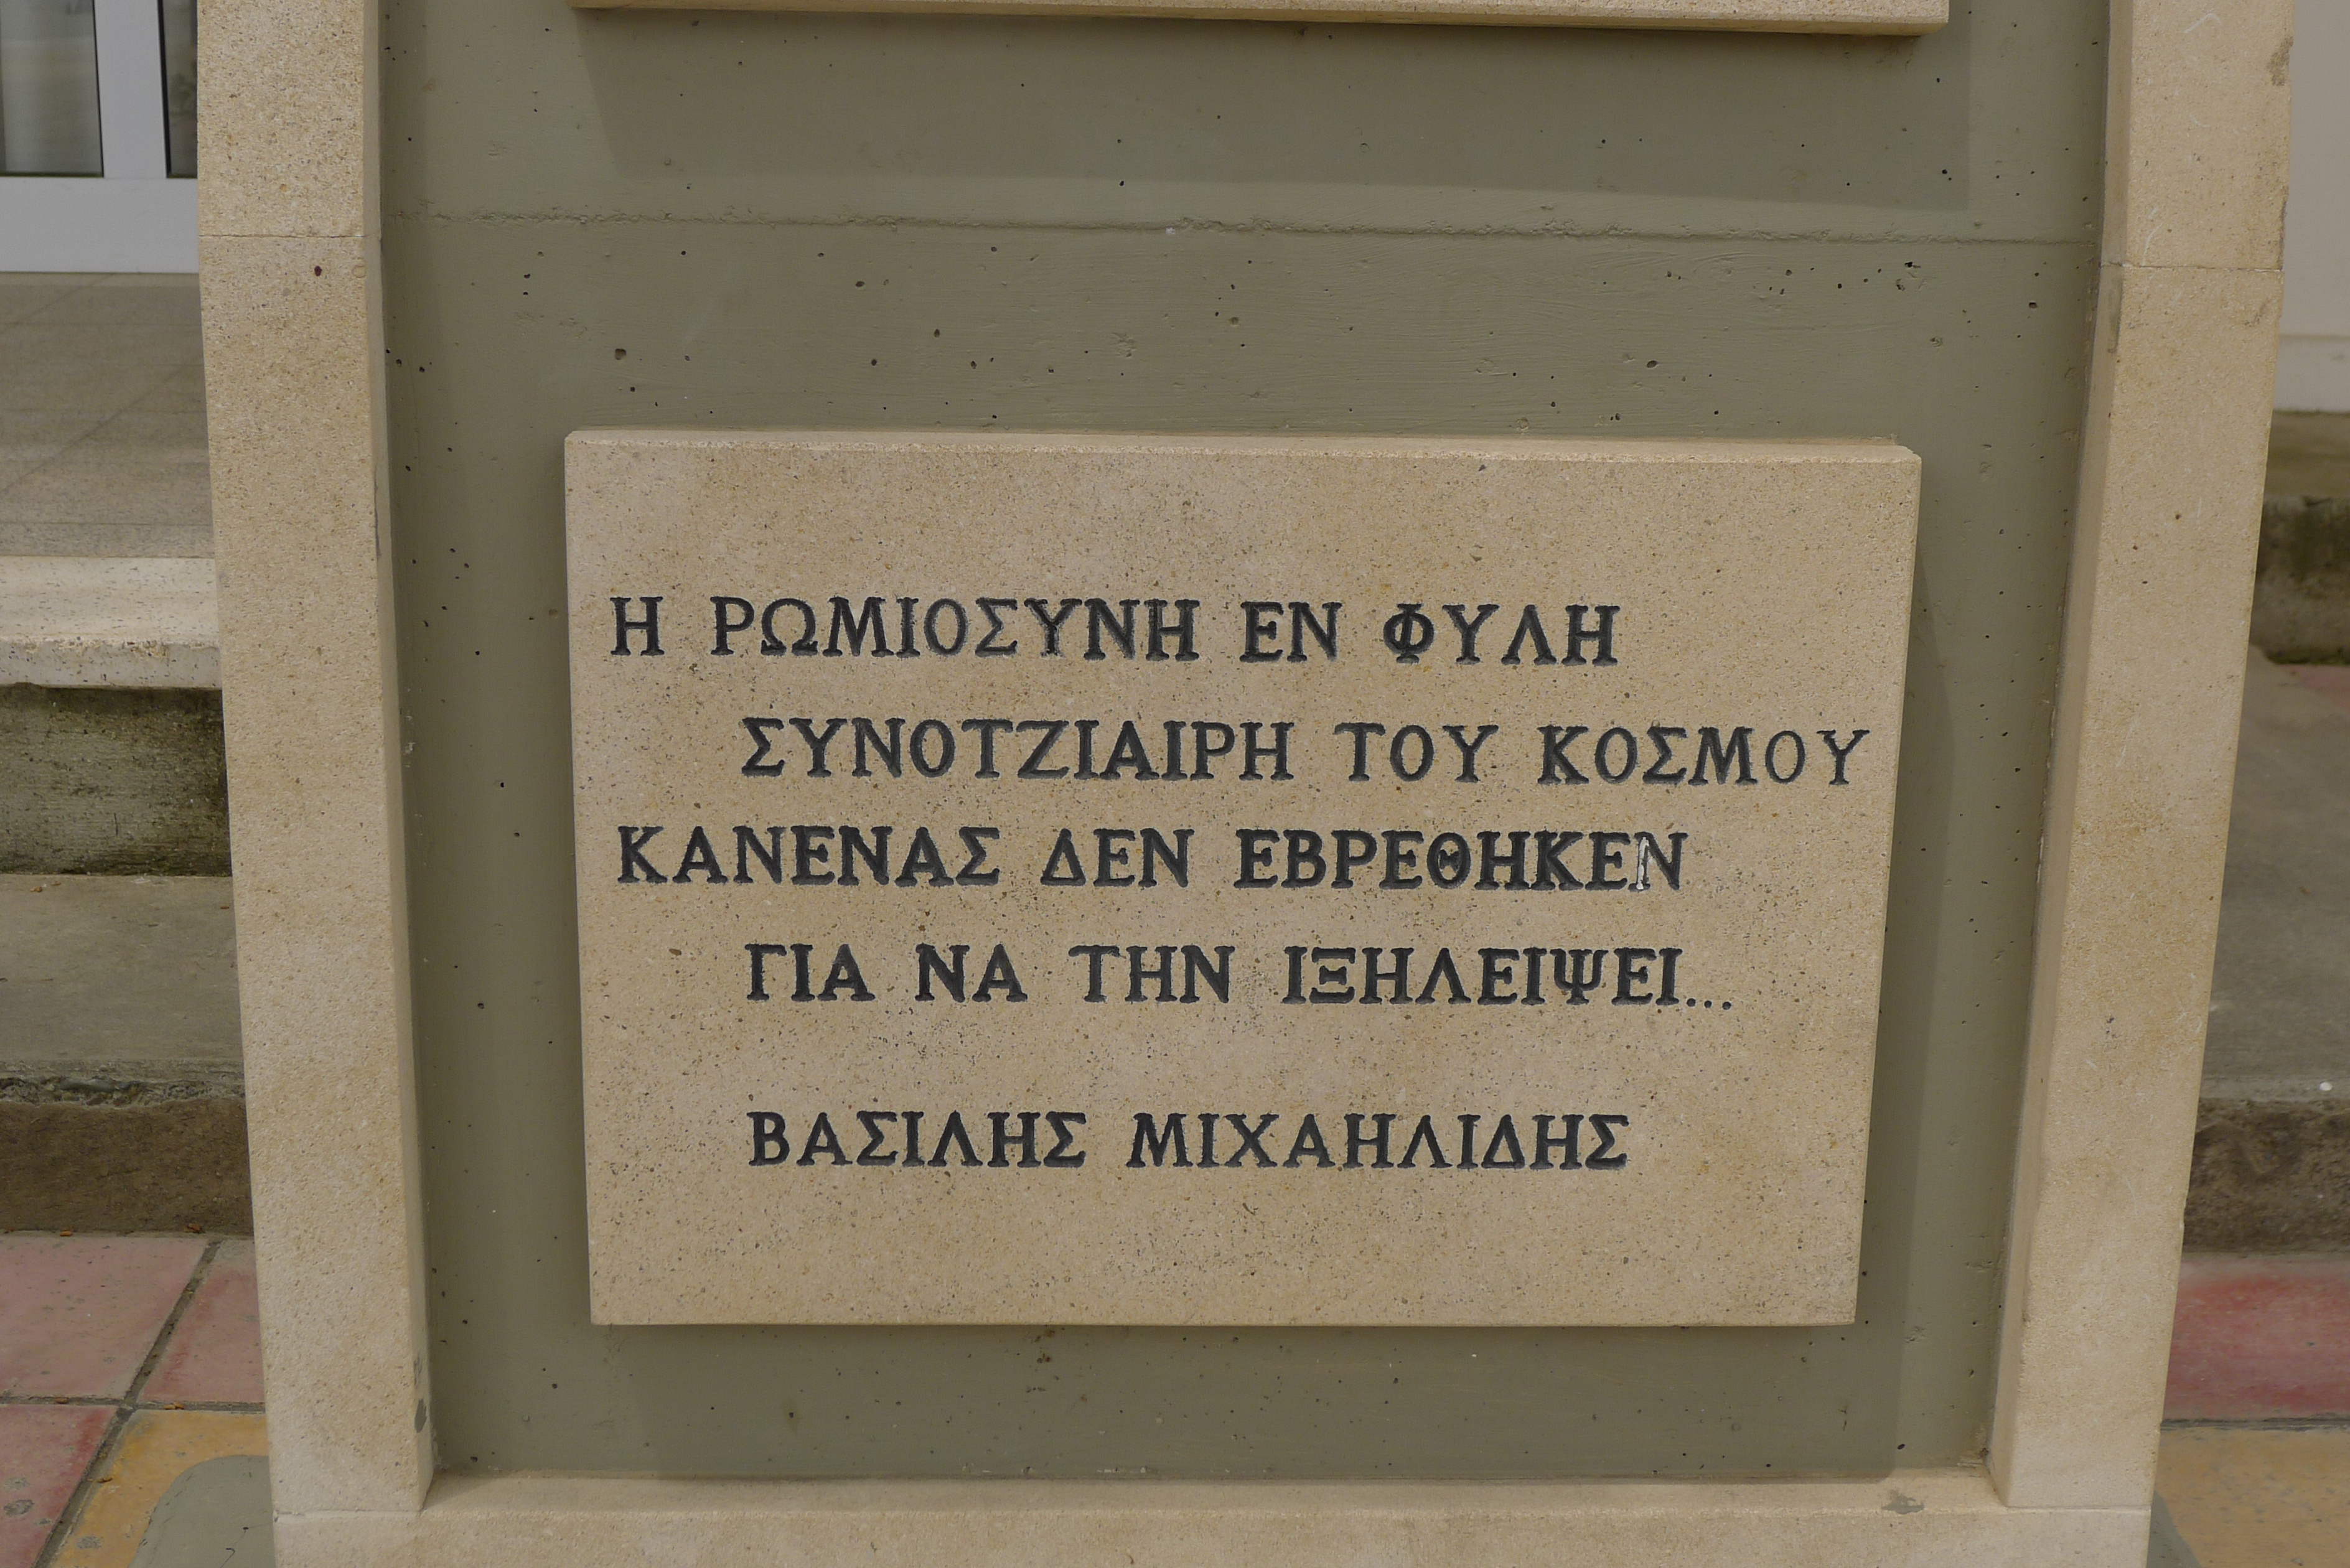 Η ΡΩΜΙΟΣΥΝΗ ΕΝ ΦΥΛΗ
ΣΥΝΟΤΖΙΑΙΡΗ ΤΟΥ ΚΟΣΜΟΥ
ΚΑΝΕΝΑΣ ΔΕΝ ΕΒΡΕΘΗΚΕΝ
ΓΙΑ ΝΑ ΤΗΝ ΙΞΗΛΕΙΨΕΙ...
ΒΑΣΙΛΗΣ ΜΙΧΑΗΛΙΔΗΣ